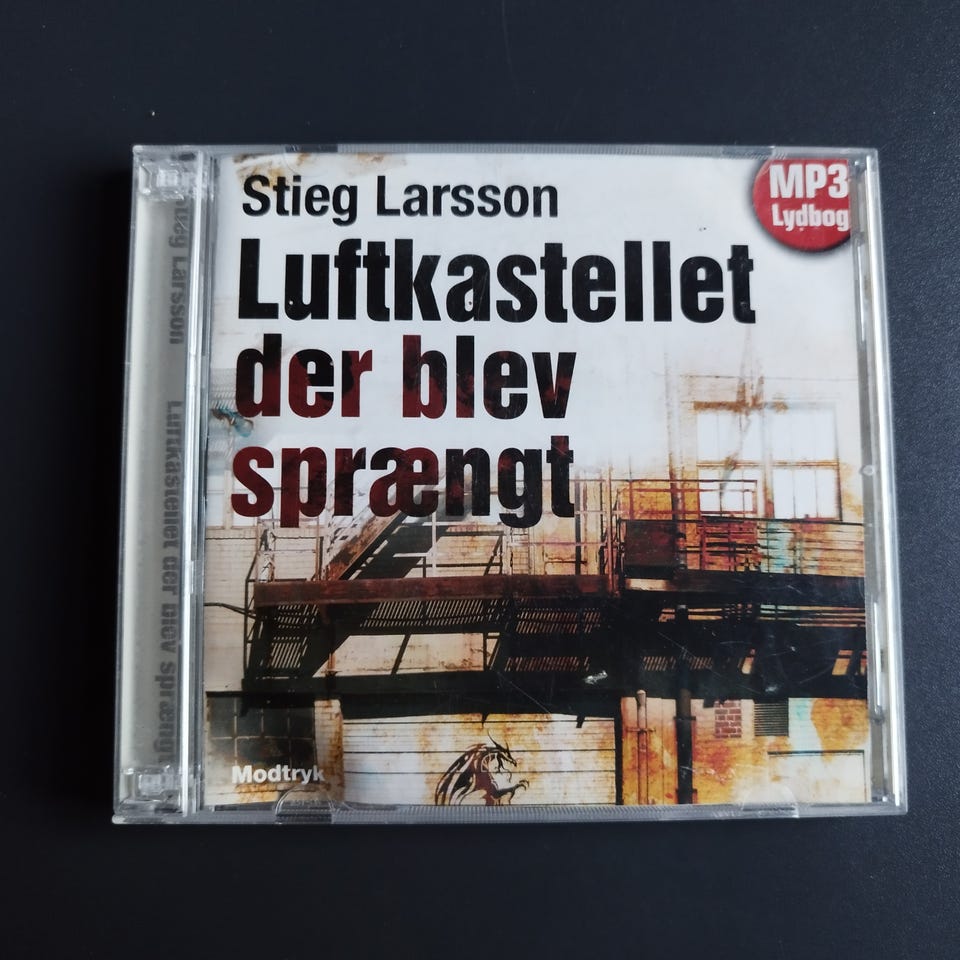 Stieg Larsson
Luftkastellet
der blev
sprængt
MP3
Lydbog
Modtryk
Stieg Larsson Luftkastellet der blev sprængt